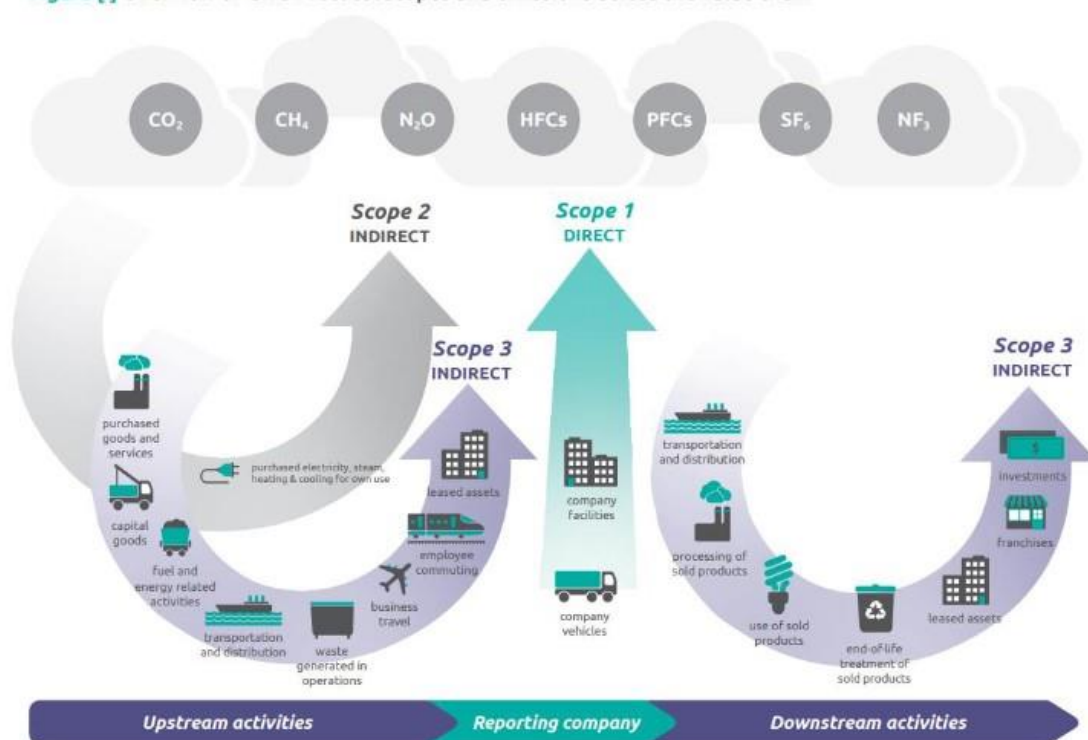 CO₂
CH₄
N₂O
HFCs
PFCs
SF₆
NF₃
Scope 2
INDIRECT
Scope 1
DIRECT
Scope 3
INDIRECT
Scope 3
INDIRECT
purchased
goods and
services
capital
goods
fuel and
energy related
activities
purchased electricity, steam,
heating & cooling for own use
transportation
and distribution
waste
generated in
operations
business
travel
employee
commuting
leased assets
company
facilities
company
vehicles
transportation
and distribution
processing of
sold products
use of sold
products
end-of-life
treatment of
sold products
leased assets
franchises
$
investments
Upstream activities
Reporting company
Downstream activities